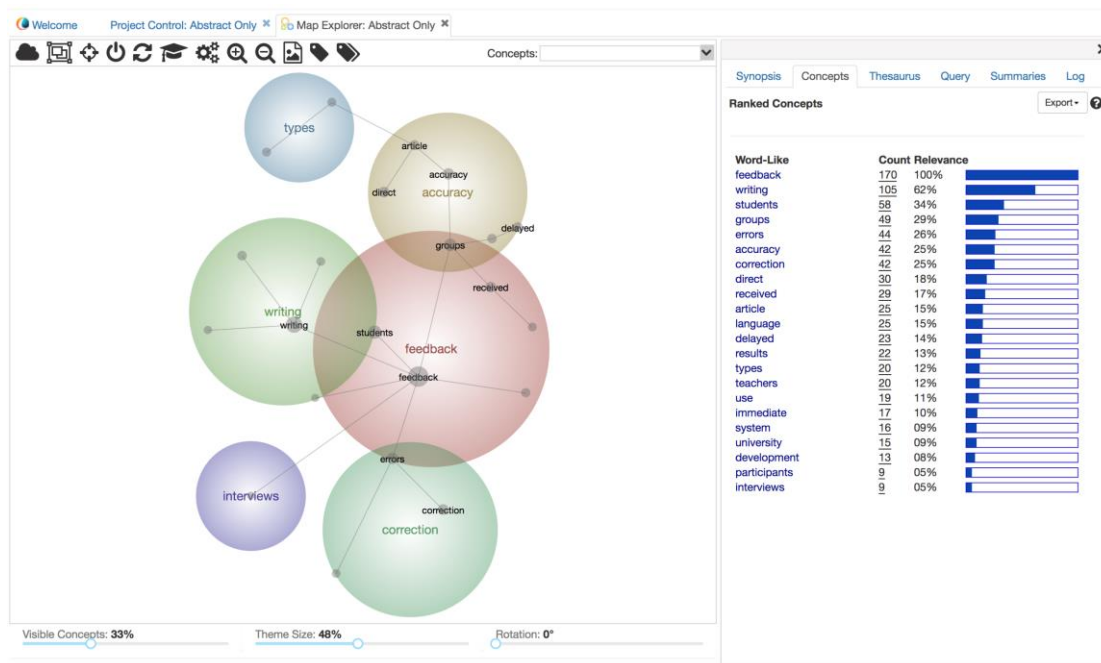 Welcome
Project Control: Abstract Only ×
Map Explorer: Abstract Only ×
Concepts:
types
article
accuracy
direct
accuracy
delayed
groups
received
writing
writing
students
feedback
feedback
errors
interviews
correction
correction
Visible Concepts: 33%
Theme Size: 48%
Rotation: 0°
Synopsis Concepts Thesaurus Query Summaries Log
Ranked Concepts
Export
Word-Like Count Relevance
feedback 170 100%
writing 105 62%
students 58 34%
groups 49 29%
errors 44 26%
accuracy 42 25%
correction 42 25%
direct 30 18%
received 29 17%
article 25 15%
language 25 15%
delayed 23 14%
results 22 13%
types 20 12%
teachers 20 12%
use 19 11%
immediate 17 10%
system 16 09%
university 15 09%
development 13 08%
participants 9 05%
interviews 9 05%